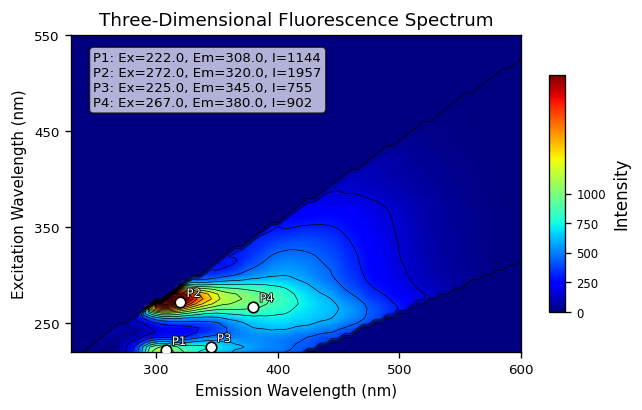 Three-Dimensional Fluorescence Spectrum
P1: Ex=222.0, Em=308.0, I=1144
P2: Ex=272.0, Em=320.0, I=1957
P3: Ex=225.0, Em=345.0, I=755
P4: Ex=267.0, Em=380.0, I=902
550
450
350
250
Excitation Wavelength (nm)
P2
P4
P1
P3
300
400
500
600
Emission Wavelength (nm)
1000
750
500
250
0
Intensity